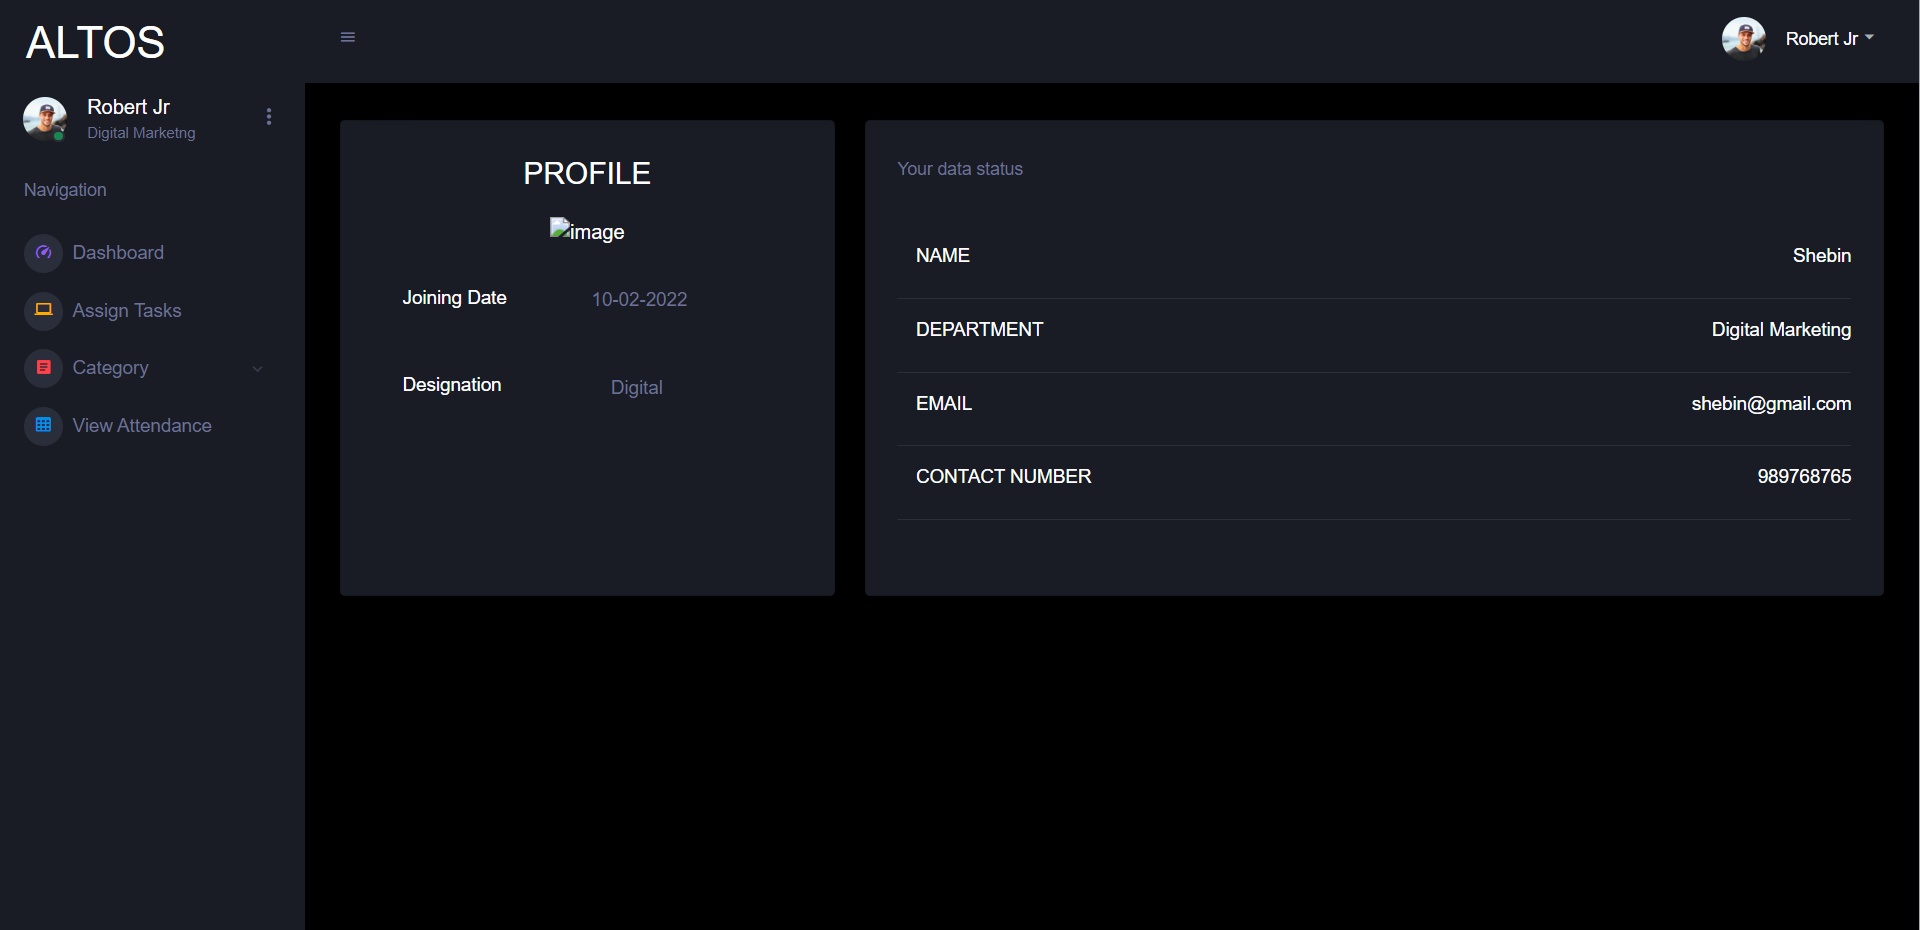 ALTOS
Robert Jr
Robert Jr
Digital Marketng
Navigation
Dashboard
Assign Tasks
Category
View Attendance
PROFILE
image
Joining Date 10-02-2022
Designation Digital
Your data status
NAME Shebin
DEPARTMENT Digital Marketing
EMAIL shebin@gmail.com
CONTACT NUMBER 989768765